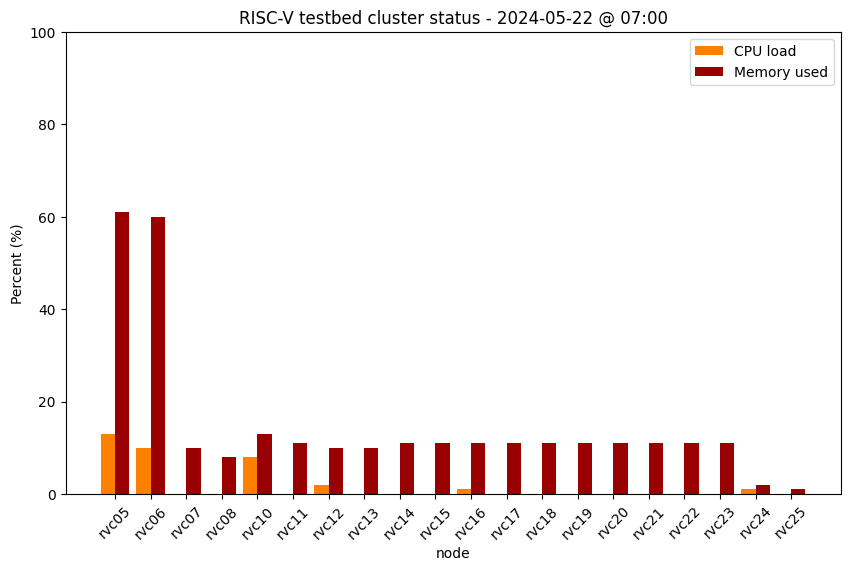 RISC-V testbed cluster status - 2024-05-22 @ 07:00
CPU load
Memory used
Percent (%)
100
80
60
40
20
0
rvc05
rvc06
rvc07
rvc08
rvc10
rvc11
rvc12
rvc13
rvc14
rvc15
rvc16
rvc17
rvc18
rvc19
rvc20
rvc21
rvc22
rvc23
rvc24
rvc25
node